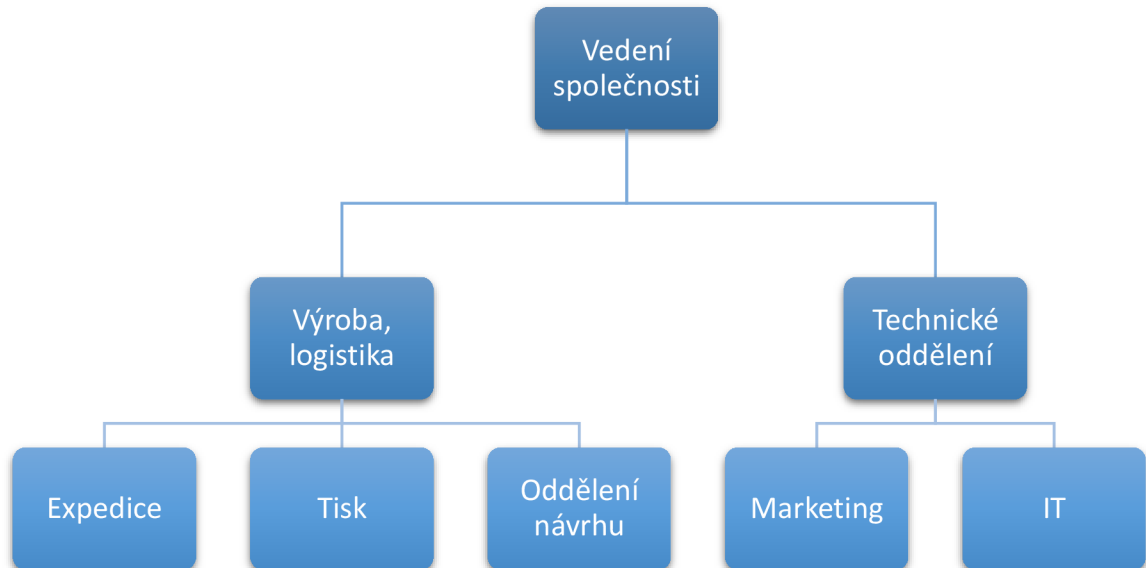 Vedení
společnosti
Výroba,
logistika
Technické
oddělení
Expedice
Tisk
Oddělení
návrhu
Marketing
IT